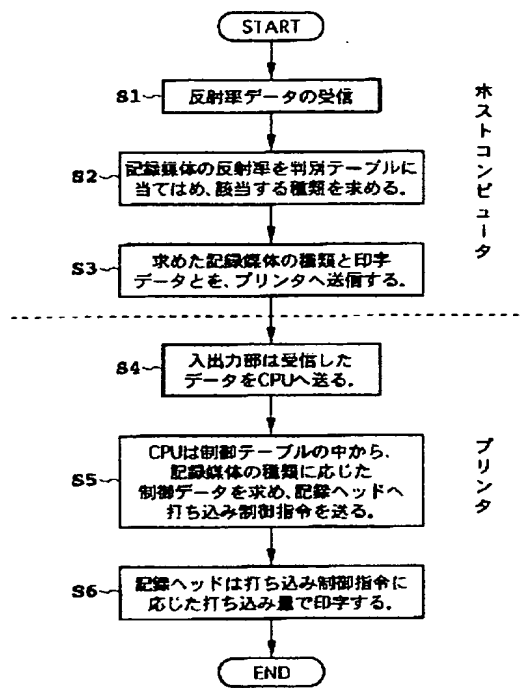 START
S1
反射率データの受信
ホストコンピュータ
S2
記録媒体の反射率を判別テーブルに
当てはめ、該当する種類を求める。
S3
求めた記録媒体の種類と印字
データとを、プリンタへ送信する。
S4
入出力部は受信した
データをCPUへ送る。
プリンタ
S5
CPUは制御テーブルの中から、
記録媒体の種類に応じた
制御データを求め、記録ヘッドへ
打ち込み制御指令を送る。
S6
記録ヘッドは打ち込み制御指令に
応じた打ち込み量で印字する。
END